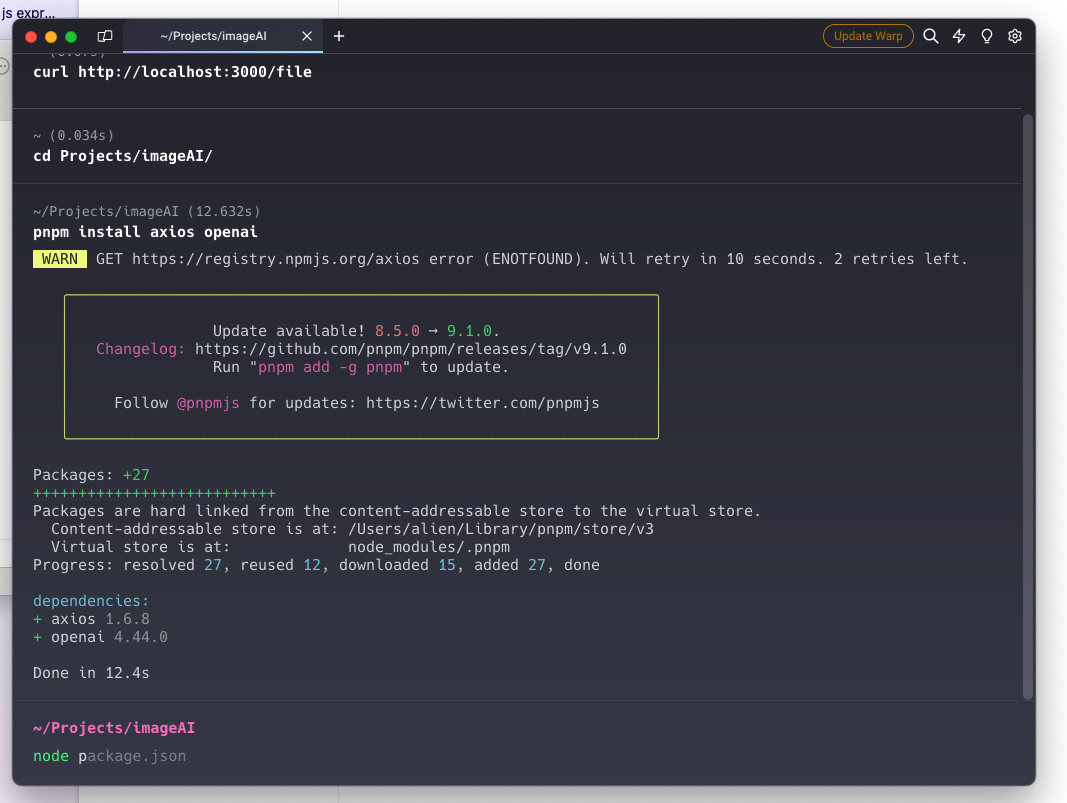 js expr...
~/Projects/imageAI
Update Warp
curl http://localhost:3000/file
~ (0.034s)
cd Projects/imageAI/
~/Projects/imageAI (12.632s)
pnpm install axios openai
WARN GET https://registry.npmjs.org/axios error (ENOTFOUND). Will retry in 10 seconds. 2 retries left.
Update available! 8.5.0 → 9.1.0.
Changelog: https://github.com/pnpm/pnpm/releases/tag/v9.1.0
Run "pnpm add -g pnpm" to update.
Follow @pnpmjs for updates: https://twitter.com/pnpmjs
Packages: +27
+++++++++++++++++++++++++++
Packages are hard linked from the content-addressable store to the virtual store.
Content-addressable store is at: /Users/alien/Library/pnpm/store/v3
Virtual store is at: node_modules/.pnpm
Progress: resolved 27, reused 12, downloaded 15, added 27, done
dependencies:
+ axios 1.6.8
+ openai 4.44.0
Done in 12.4s
~/Projects/imageAI
node package.json